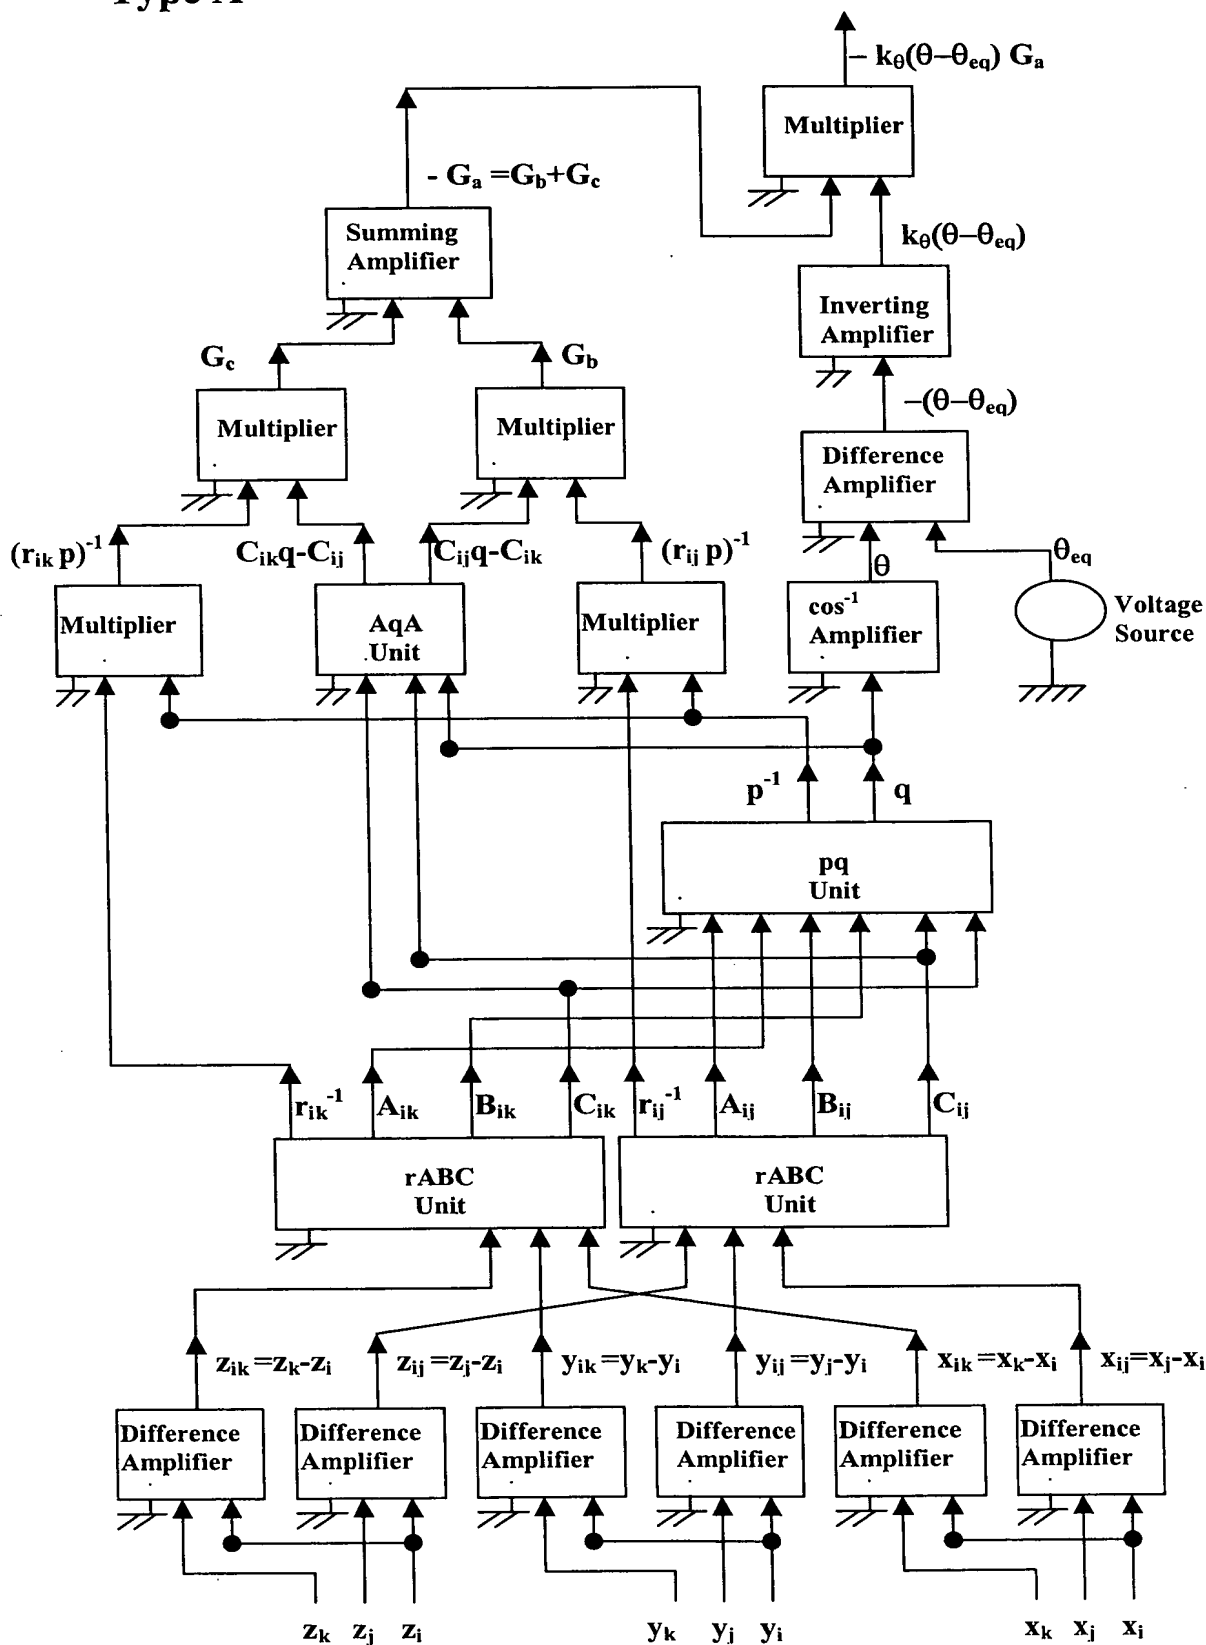 Type A
– kθ(θ–θeq) Ga
Multiplier
- Ga =Gb+Gc
Summing
Amplifier
kθ(θ–θeq)
Inverting
Amplifier
Gc
Gb
–(θ-θeq)
Multiplier
Multiplier
Difference
Amplifier
(rik p)-1
Cikq-Cij
Cijq-Cik
(rij p)-1
θ
θeq
Multiplier
AqA
Unit
Multiplier
cos-1
Amplifier
Voltage
Source
p-1
q
pq
Unit
rik-1
Aik
Bik
Cik
rij-1
Aij
Bij
Cij
rABC
Unit
rABC
Unit
zik=zk-zi
zij=zj-zi
yik=yk-yi
yij=yj-yi
xik=xk-xi
xij=xj-xi
Difference
Amplifier
Difference
Amplifier
Difference
Amplifier
Difference
Amplifier
Difference
Amplifier
Difference
Amplifier
zk
zj
zi
yk
yj
yi
xk
xj
xi